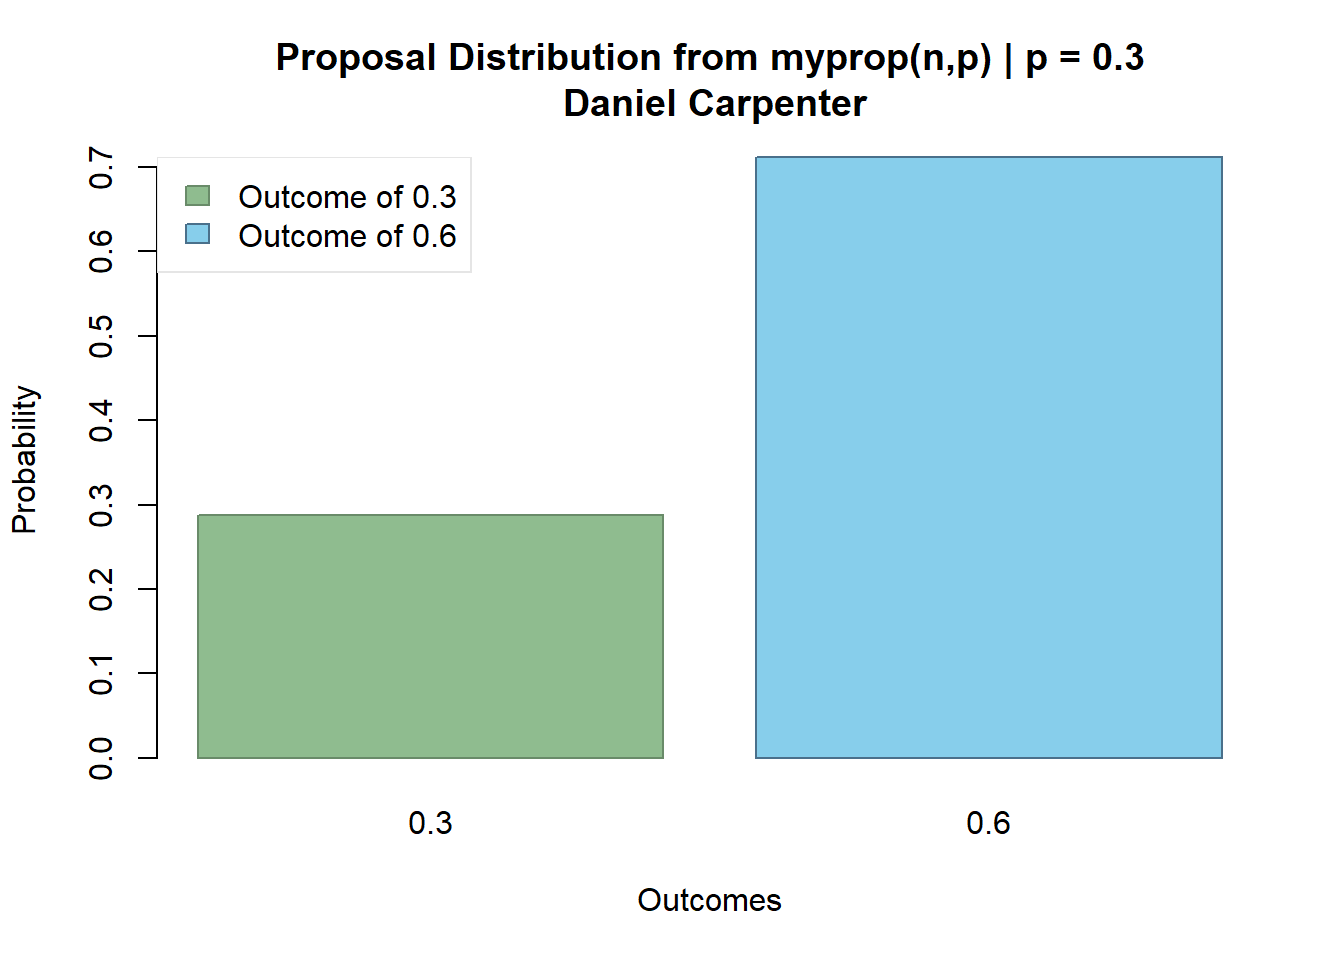 Proposal Distribution from myprop(n,p) | p = 0.3
Daniel Carpenter
Outcome of 0.3
Outcome of 0.6
Probability
0.7
0.6
0.5
0.4
0.3
0.2
0.1
0.0
0.3
0.6
Outcomes